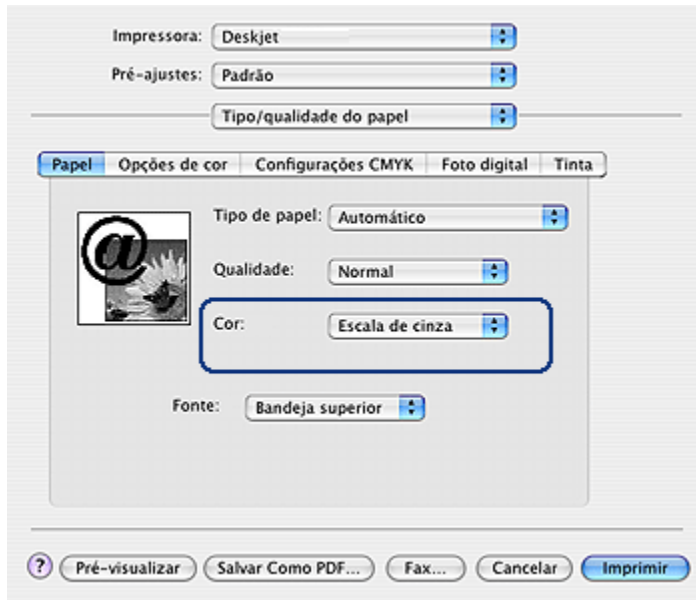 Impressora: Deskjet
Pré-ajustes: Padrão
Tipo/qualidade do papel
Papel Opções de cor Configurações CMYK Foto digital Tinta
Tipo de papel: Automático
Qualidade: Normal
Cor: Escala de cinza
Fonte: Bandeja superior
? Pré-visualizar Salvar Como PDF... Fax... Cancelar Imprimir